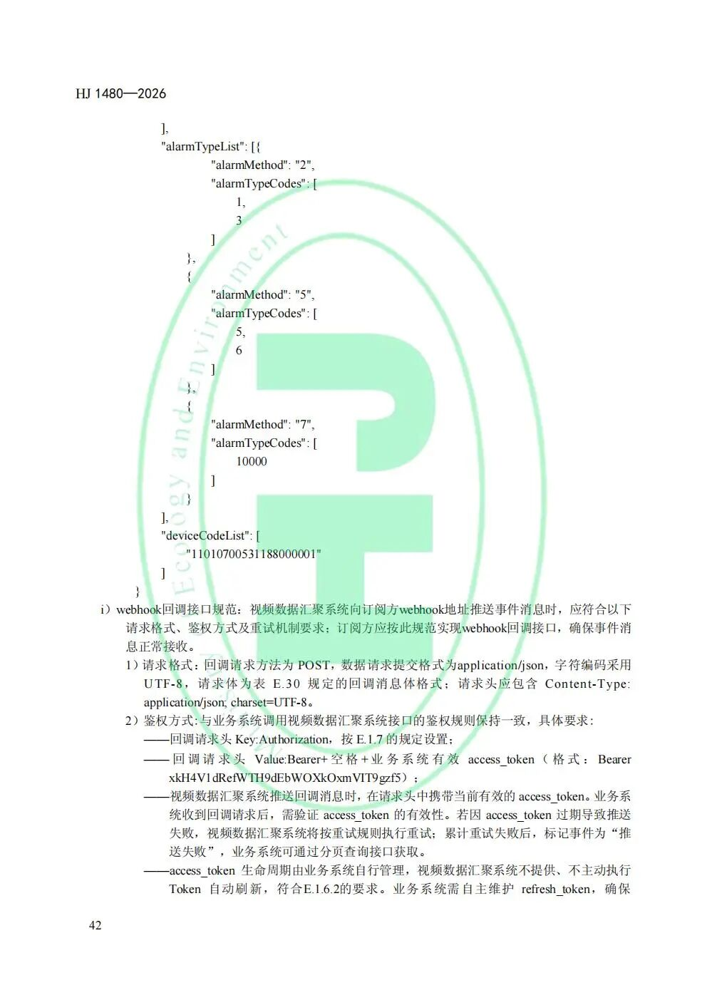 HJ 1480—2026
],
"alarmTypeList": [{
"alarmMethod": "2",
"alarmTypeCodes": [
1,
3
]
},
{
"alarmMethod": "5",
"alarmTypeCodes": [
5,
6
]
},
{
"alarmMethod": "7",
"alarmTypeCodes": [
10000
]
}
],
"deviceCodeList": [
"11010700531188000001"
]
}
i）webhook回调接口规范：视频数据汇聚系统向订阅方webhook地址推送事件消息时，应符合以下
请求格式、鉴权方式及重试机制要求；订阅方应按此规范实现webhook回调接口，确保事件消
息正常接收。
1）请求格式：回调请求方法为 POST，数据请求提交格式为application/json，字符编码采用
UTF-8，请求体为表 E.30 规定的回调消息体格式；请求头应包含 Content-Type:
application/json; charset=UTF-8。
2）鉴权方式：与业务系统调用视频数据汇聚系统接口的鉴权规则保持一致，具体要求：
——回调请求头 Key:Authorization，按 E.1.7 的规定设置；
——回调请求头 Value:Bearer+空格+业务系统有效 access_token（格式：Bearer
xkH4V1dRefWTH9dEbWOXkOxmVIT9gzf5）；
——视频数据汇聚系统推送回调消息时，在请求头中携带当前有效的 access_token。业务系
统收到回调请求后，需验证 access_token 的有效性。若因 access_token 过期导致推送
失败，视频数据汇聚系统将按重试规则执行重试；累计重试失败后，标记事件为“推
送失败”，业务系统可通过分页查询接口获取。
——access_token 生命周期由业务系统自行管理，视频数据汇聚系统不提供、不主动执行
Token 自动刷新，符合E.1.6.2的要求。业务系统需自主维护 refresh_token，确保
42
Ministry of Ecology and Environment